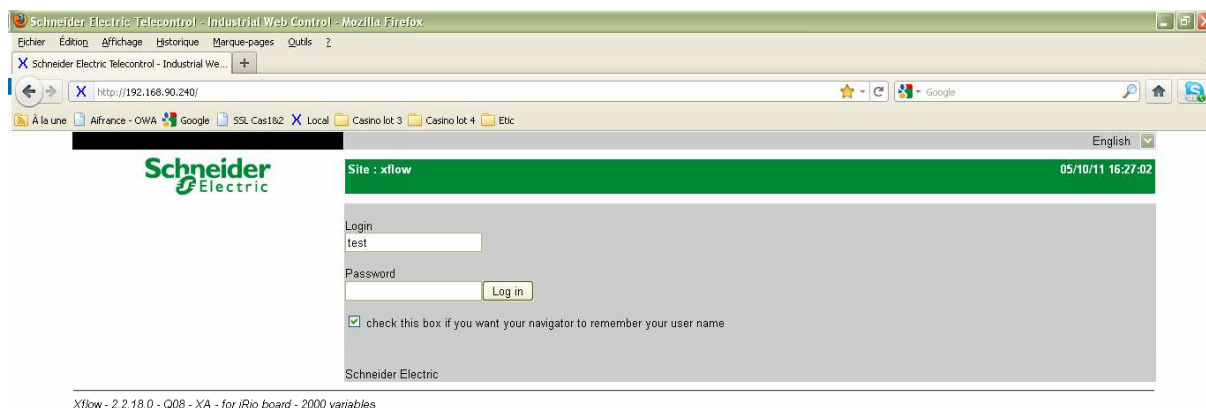 Schneider Electric Telecontrol - Industrial Web Control - Mozilla Firefox
Eichier Édition Affichage Historique Marque-pages Outils ?
X Schneider Electric Telecontrol - Industrial We... +
X http://192.168.90.240/ Google
À la une Aifrance - OWA Google SSL Cas1&2 X Local Casino lot 3 Casino lot 4 Etic
English
Schneider Electric
Site : xflow 05/10/11 16:27:02
Login
test
Password
Log in
check this box if you want your navigator to remember your user name
Schneider Electric
Xflow - 2.2.18.0 - Q08 - XA - for iRio board - 2000 variables